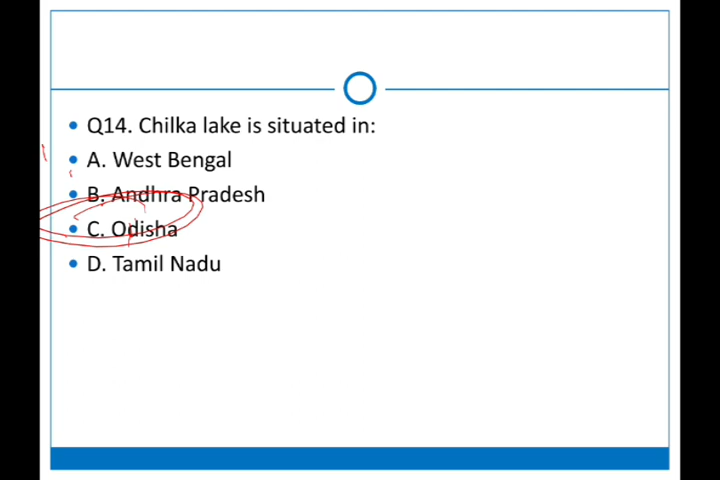 Q14. Chilka lake is situated in:
A. West Bengal
B. Andhra Pradesh
C. Odisha
D. Tamil Nadu